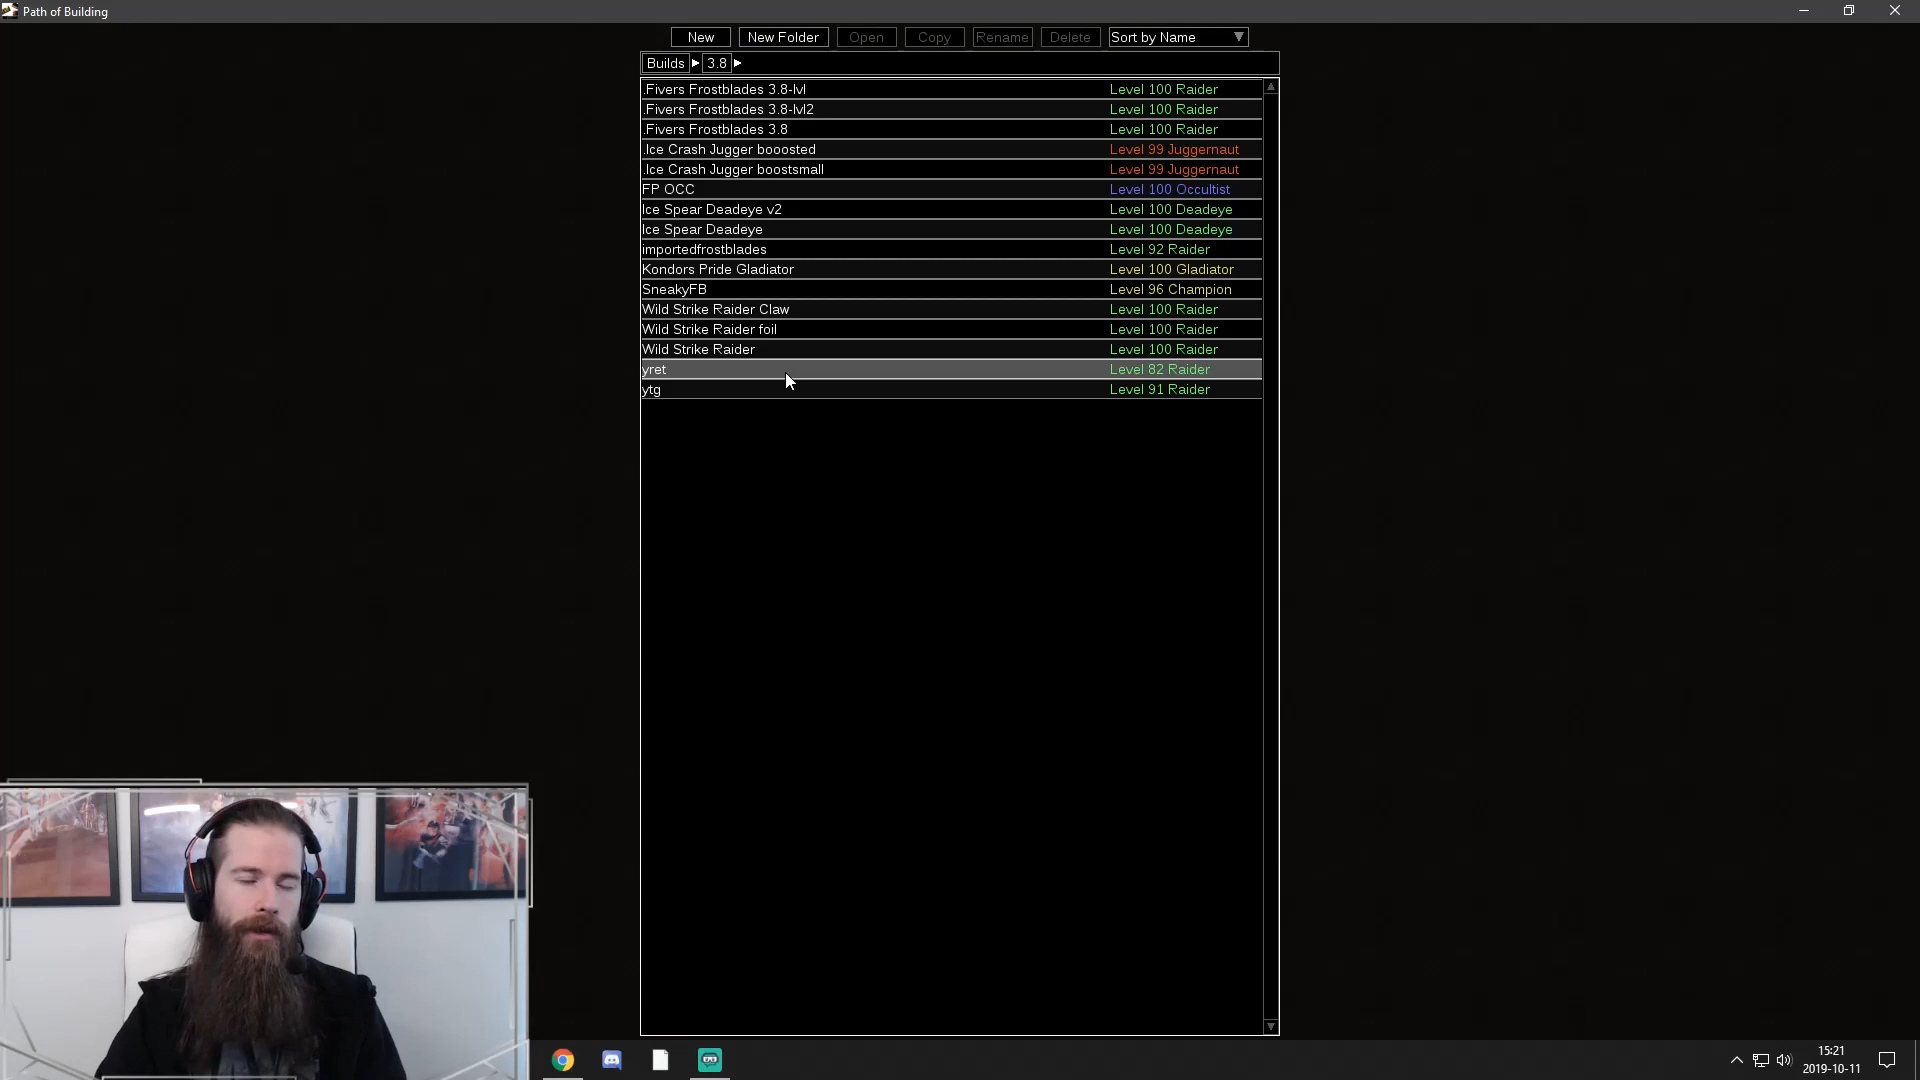 Path of Building
New New Folder Open Copy Rename Delete Sort by Name
Builds 3.8
.Fivers Frostblades 3.8-lvl Level 100 Raider
.Fivers Frostblades 3.8-lvl2 Level 100 Raider
.Fivers Frostblades 3.8 Level 100 Raider
.Ice Crash Jugger booosted Level 99 Juggernaut
.Ice Crash Jugger boostsmall Level 99 Juggernaut
FP OCC Level 100 Occultist
Ice Spear Deadeye v2 Level 100 Deadeye
Ice Spear Deadeye Level 100 Deadeye
importedfrostblades Level 92 Raider
Kondors Pride Gladiator Level 100 Gladiator
SneakyFB Level 96 Champion
Wild Strike Raider Claw Level 100 Raider
Wild Strike Raider foil Level 100 Raider
Wild Strike Raider Level 100 Raider
yret Level 82 Raider
ytg Level 91 Raider
15:21
2019-10-11